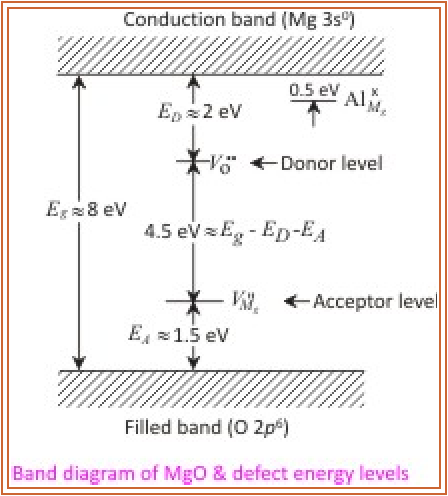 Conduction band (Mg 3s⁰)
0.5 eV Al^x_Mg
E_D ≈ 2 eV
V_O^•• ← Donor level
E_g ≈ 8 eV
4.5 eV ≈ E_g - E_D - E_A
V_Mg^'' ← Acceptor level
E_A ≈ 1.5 eV
Filled band (O 2p⁶)
Band diagram of MgO & defect energy levels